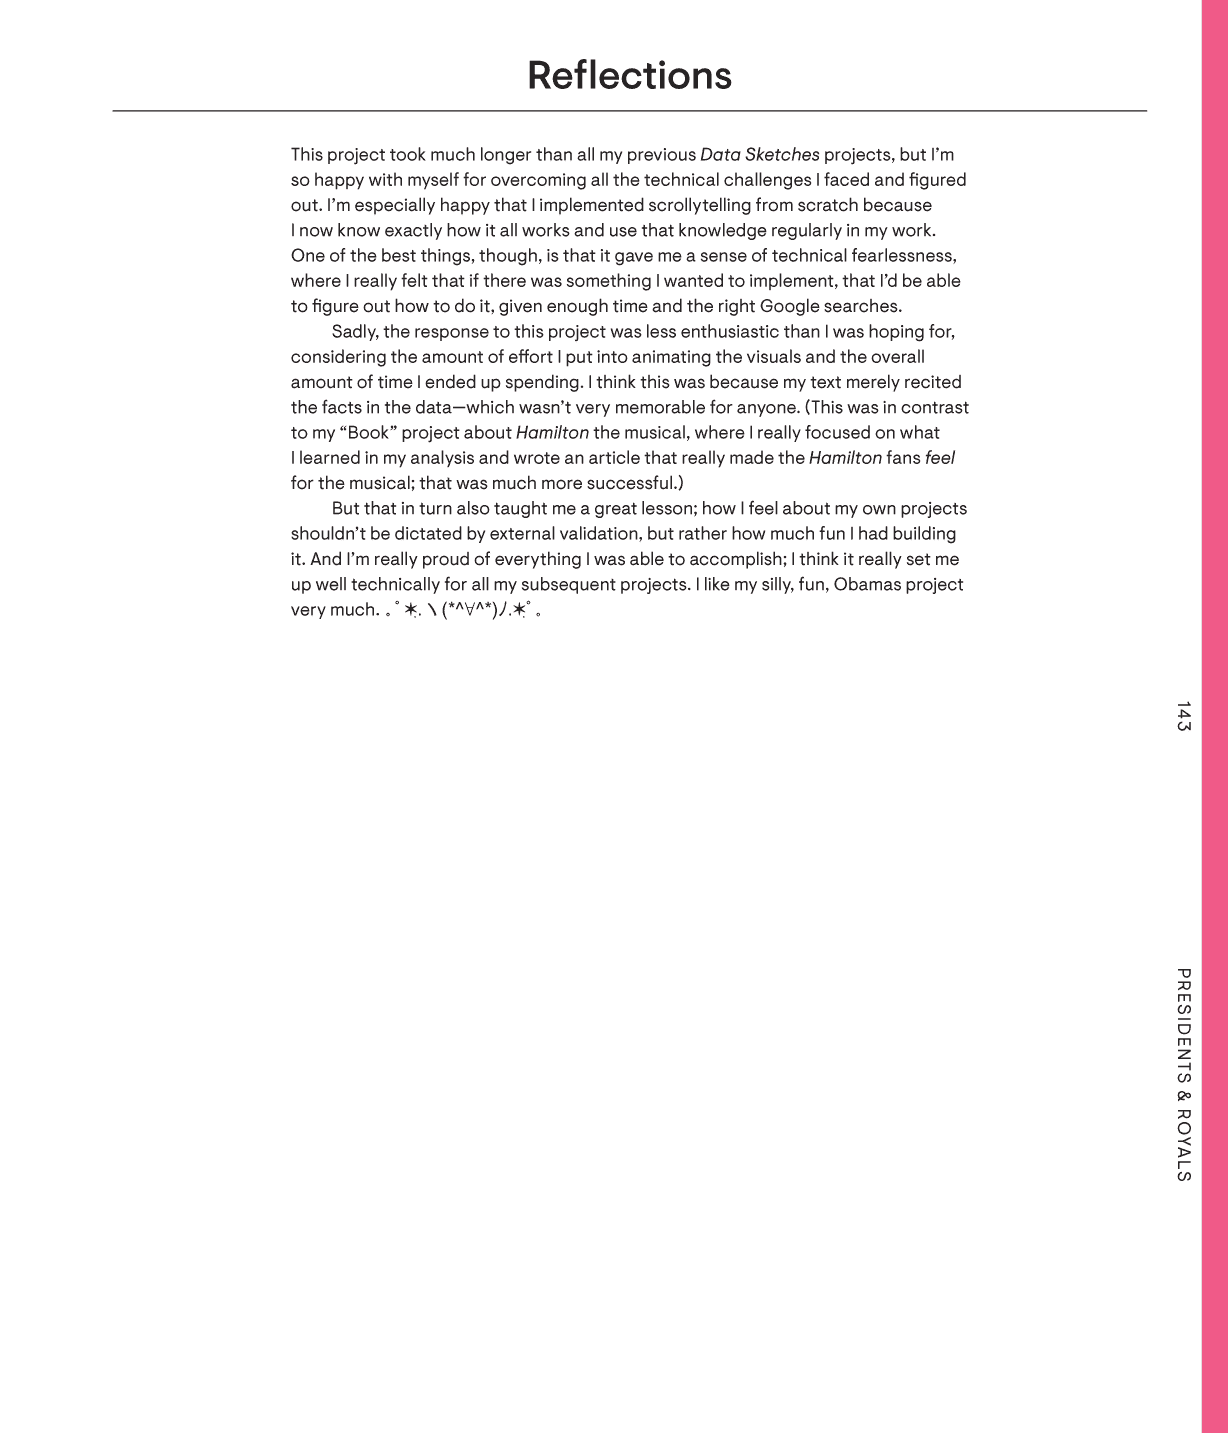 Reflections
This project took much longer than all my previous Data Sketches projects, but I’m
so happy with myself for overcoming all the technical challenges I faced and figured
out. I’m especially happy that I implemented scrollytelling from scratch because
I now know exactly how it all works and use that knowledge regularly in my work.
One of the best things, though, is that it gave me a sense of technical fearlessness,
where I really felt that if there was something I wanted to implement, that I’d be able
to figure out how to do it, given enough time and the right Google searches.
Sadly, the response to this project was less enthusiastic than I was hoping for,
considering the amount of effort I put into animating the visuals and the overall
amount of time I ended up spending. I think this was because my text merely recited
the facts in the data—which wasn’t very memorable for anyone. (This was in contrast
to my “Book” project about Hamilton the musical, where I really focused on what
I learned in my analysis and wrote an article that really made the Hamilton fans feel
for the musical; that was much more successful.)
But that in turn also taught me a great lesson; how I feel about my own projects
shouldn’t be dictated by external validation, but rather how much fun I had building
it. And I’m really proud of everything I was able to accomplish; I think it really set me
up well technically for all my subsequent projects. I like my silly, fun, Obamas project
very much. ｡ﾟ✶.ヽ(*^∀^*)ﾉ.✶ﾟ｡
143
PRESIDENTS & ROYALS